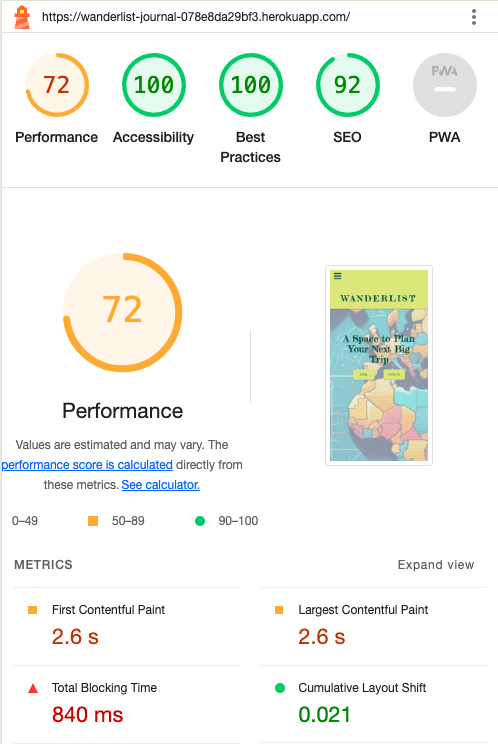 https://wanderlist-journal-078e8da29bf3.herokuapp.com/
72
100
100
92
PWA
Performance
Accessibility
Best
Practices
SEO
PWA
72
Performance
Values are estimated and may vary. The
performance score is calculated directly from
these metrics. See calculator.
WANDERLIST
A Space to Plan
Your Next Big
Trip
0–49
50–89
90–100
METRICS
Expand view
First Contentful Paint
2.6 s
Largest Contentful Paint
2.6 s
Total Blocking Time
840 ms
Cumulative Layout Shift
0.021